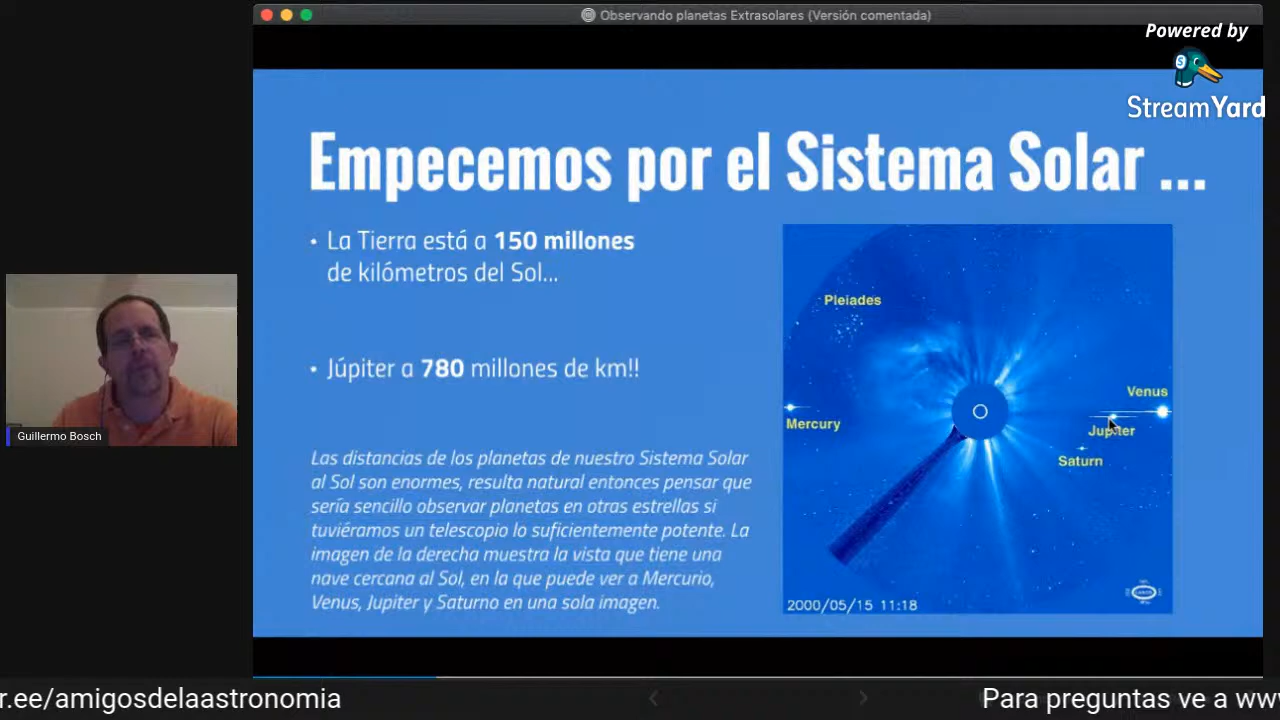 Observando planetas Extrasolares (Versión comentada)
Powered by
StreamYard
Empecemos por el Sistema Solar ...
• La Tierra está a 150 millones
de kilómetros del Sol...
• Júpiter a 780 millones de km!!
Las distancias de los planetas de nuestro Sistema Solar
al Sol son enormes, resulta natural entonces pensar que
sería sencillo observar planetas en otras estrellas si
tuviéramos un telescopio lo suficientemente potente. La
imagen de la derecha muestra la vista que tiene una
nave cercana al Sol, en la que puede ver a Mercurio,
Venus, Jupiter y Saturno en una sola imagen.
Pleiades
Venus
Mercury
Jupiter
Saturn
2000/05/15 11:18
Guillermo Bosch
r.ee/amigosdelaastronomia
Para preguntas ve a www